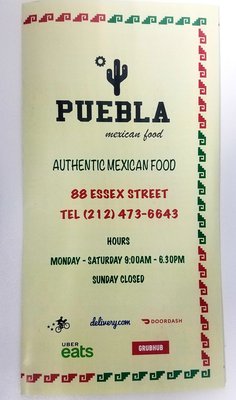 PUEBLA
mexican food
AUTHENTIC MEXICAN FOOD
88 ESSEX STREET
TEL (212) 473-6643
HOURS
MONDAY - SATURDAY 9:00AM - 6.30PM
SUNDAY CLOSED
delivery.com
DOORDASH
UBER
eats
GRUBHUB